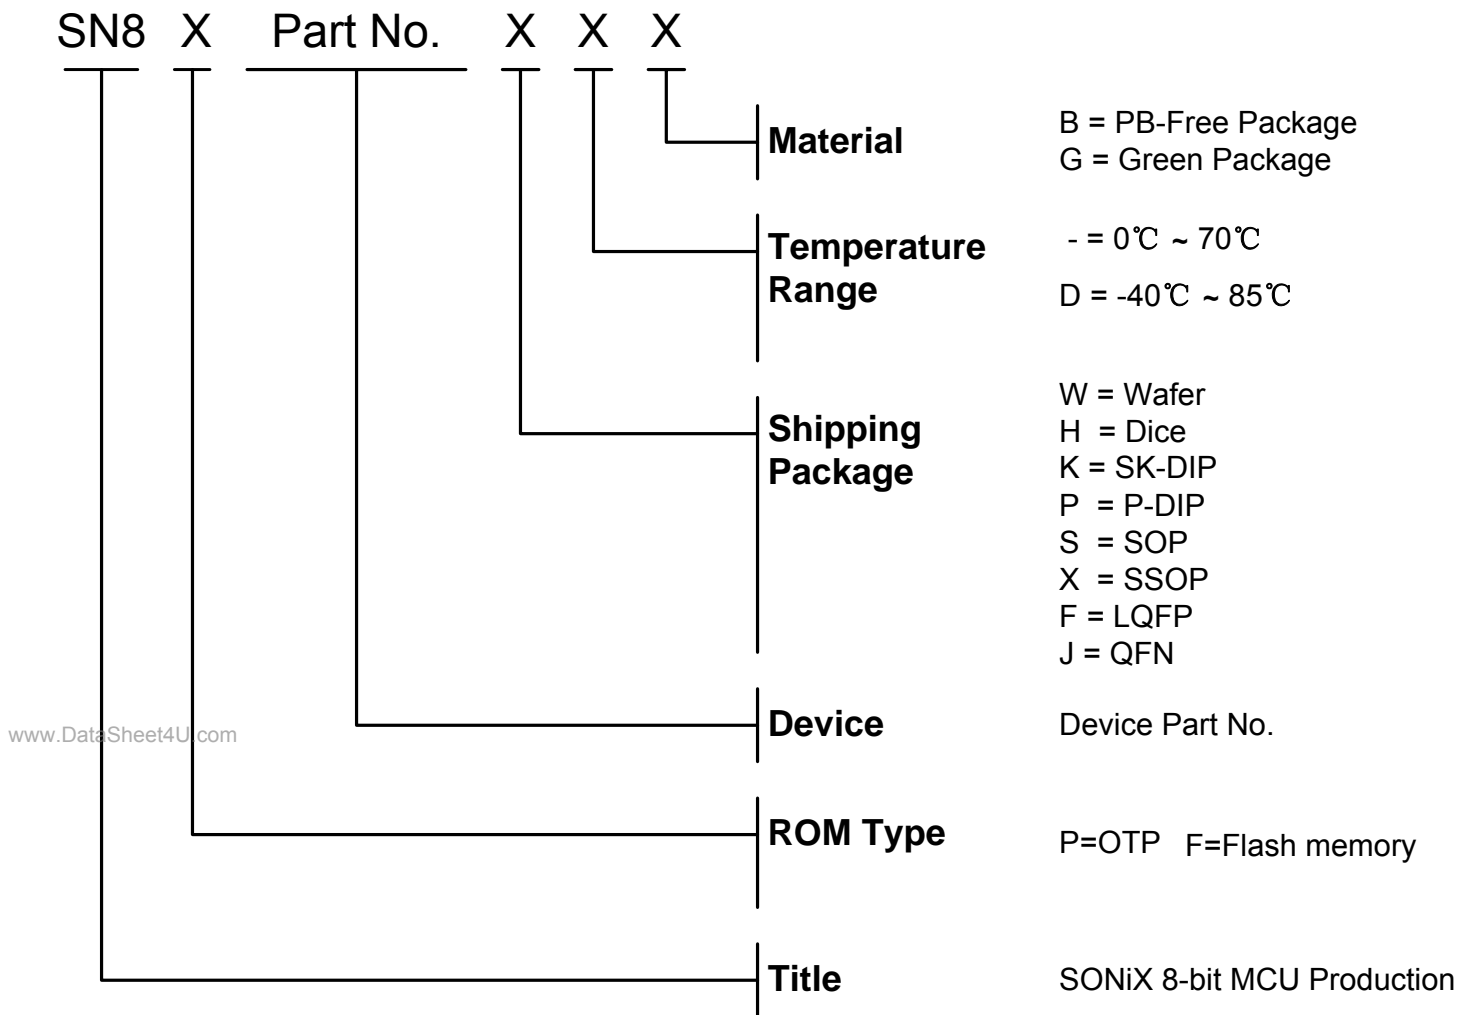 SN8 X Part No. X X X
Material
B = PB-Free Package
G = Green Package
Temperature
Range
- = 0℃ ~ 70℃
D = -40℃ ~ 85℃
Shipping
Package
W = Wafer
H = Dice
K = SK-DIP
P = P-DIP
S = SOP
X = SSOP
F = LQFP
J = QFN
Device
Device Part No.
www.DataSheet4U.com
ROM Type
P=OTP F=Flash memory
Title
SONiX 8-bit MCU Production